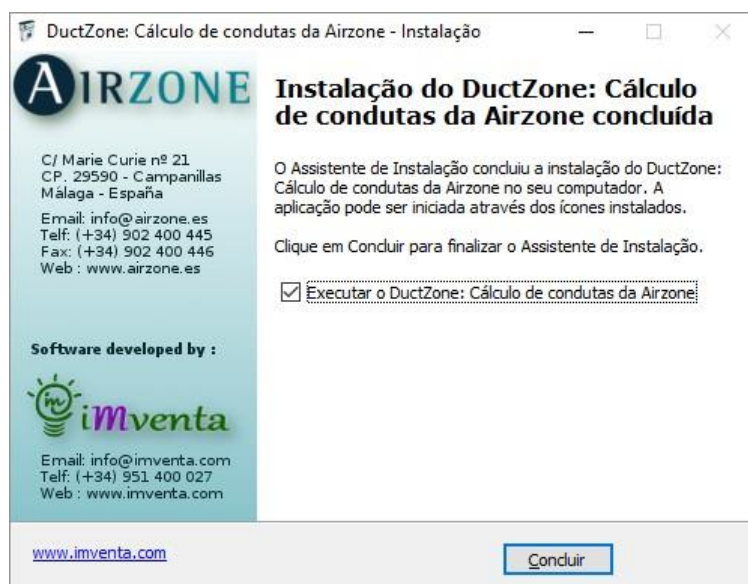 DuctZone: Cálculo de condutas da Airzone - Instalação
AIRZONE
C/ Marie Curie nº 21
CP. 29590 - Campanillas
Málaga - España
Email: info@airzone.es
Telf: (+34) 902 400 445
Fax: (+34) 902 400 446
Web : www.airzone.es
Software developed by :
in
iMventa
Email: info@imventa.com
Telf: (+34) 951 400 027
Web : www.imventa.com
Instalação do DuctZone: Cálculo
de condutas da Airzone concluída
O Assistente de Instalação concluiu a instalação do DuctZone:
Cálculo de condutas da Airzone no seu computador. A
aplicação pode ser iniciada através dos ícones instalados.
Clique em Concluir para finalizar o Assistente de Instalação.
Executar o DuctZone: Cálculo de condutas da Airzone
www.imventa.com
Concluir